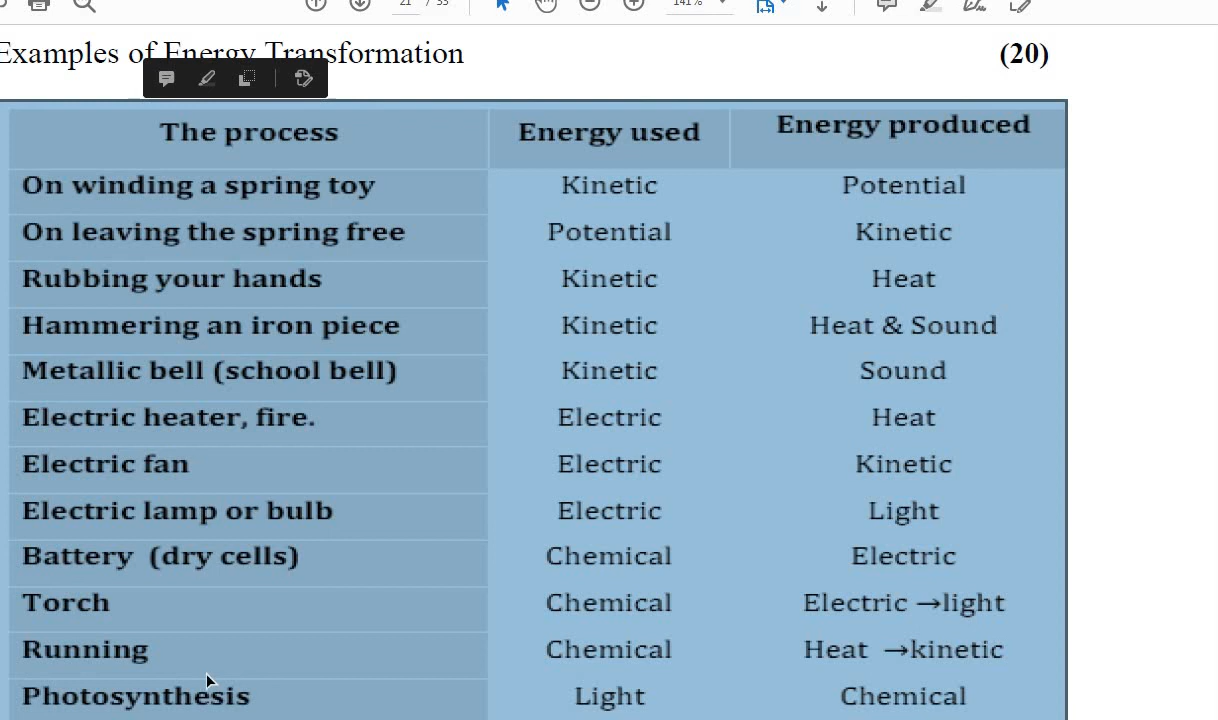 21 / 33
141%
Examples of Energy Transformation (20)
The process Energy used Energy produced
On winding a spring toy Kinetic Potential
On leaving the spring free Potential Kinetic
Rubbing your hands Kinetic Heat
Hammering an iron piece Kinetic Heat & Sound
Metallic bell (school bell) Kinetic Sound
Electric heater, fire. Electric Heat
Electric fan Electric Kinetic
Electric lamp or bulb Electric Light
Battery (dry cells) Chemical Electric
Torch Chemical Electric →light
Running Chemical Heat →kinetic
Photosynthesis Light Chemical